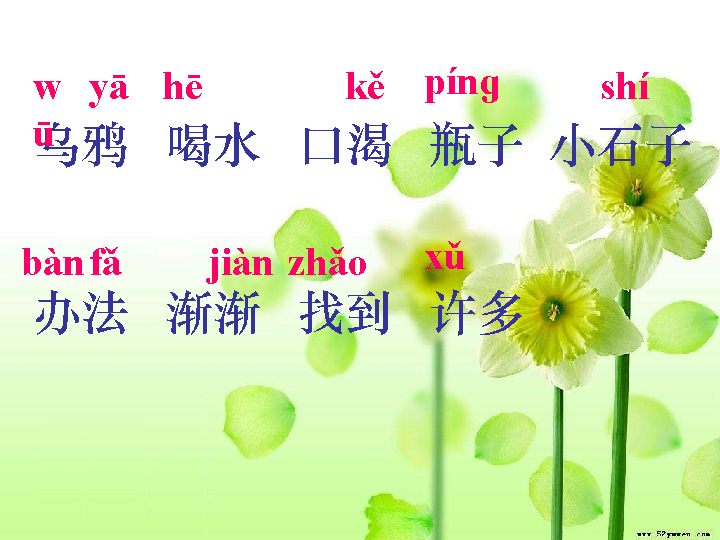 wū yā hē kě píng shí
乌鸦 喝水 口渴 瓶子 小石子
bàn fǎ jiàn zhǎo xǔ
办法 渐渐 找到 许多